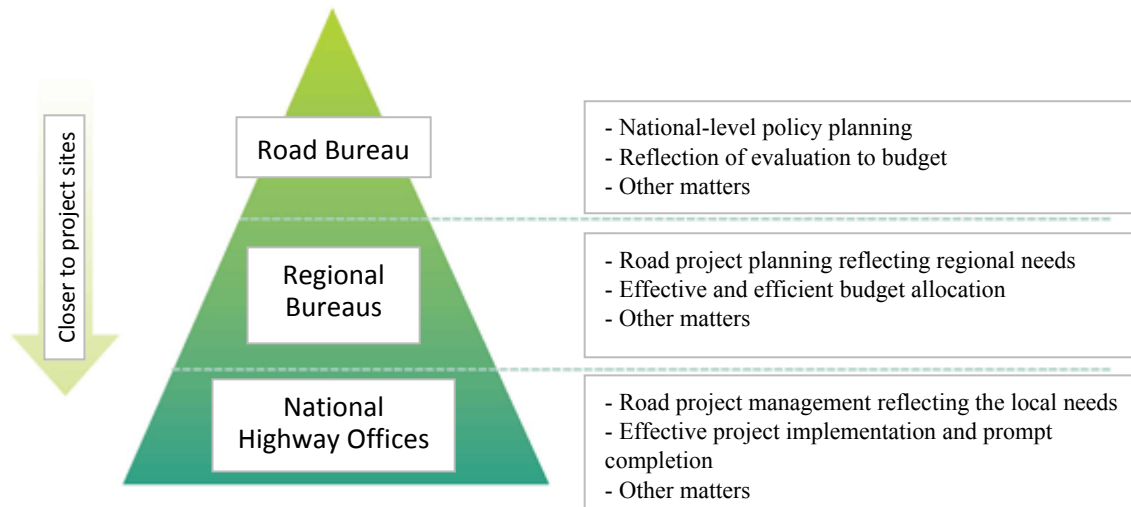 Closer to project sites
Road Bureau
- National-level policy planning
- Reflection of evaluation to budget
- Other matters
Regional
Bureaus
- Road project planning reflecting regional needs
- Effective and efficient budget allocation
- Other matters
National
Highway Offices
- Road project management reflecting the local needs
- Effective project implementation and prompt
completion
- Other matters